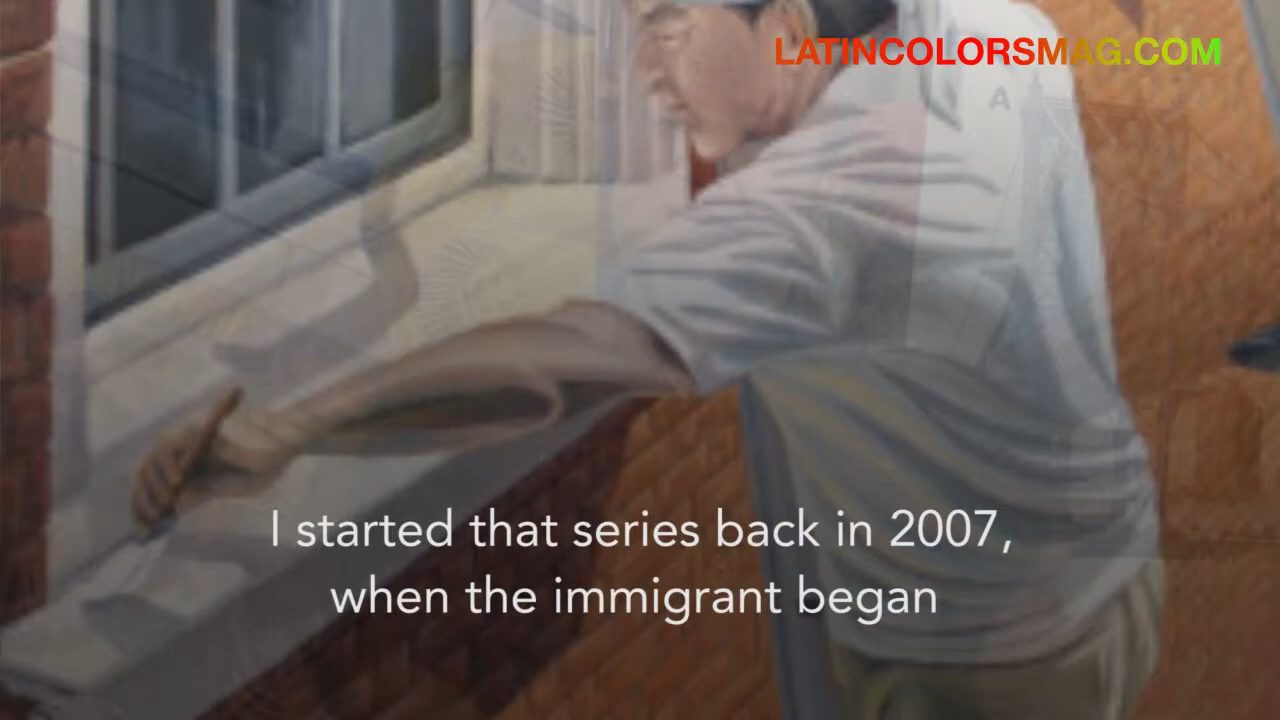 LATINCOLORSMAG.COM
A
I started that series back in 2007,
when the immigrant began